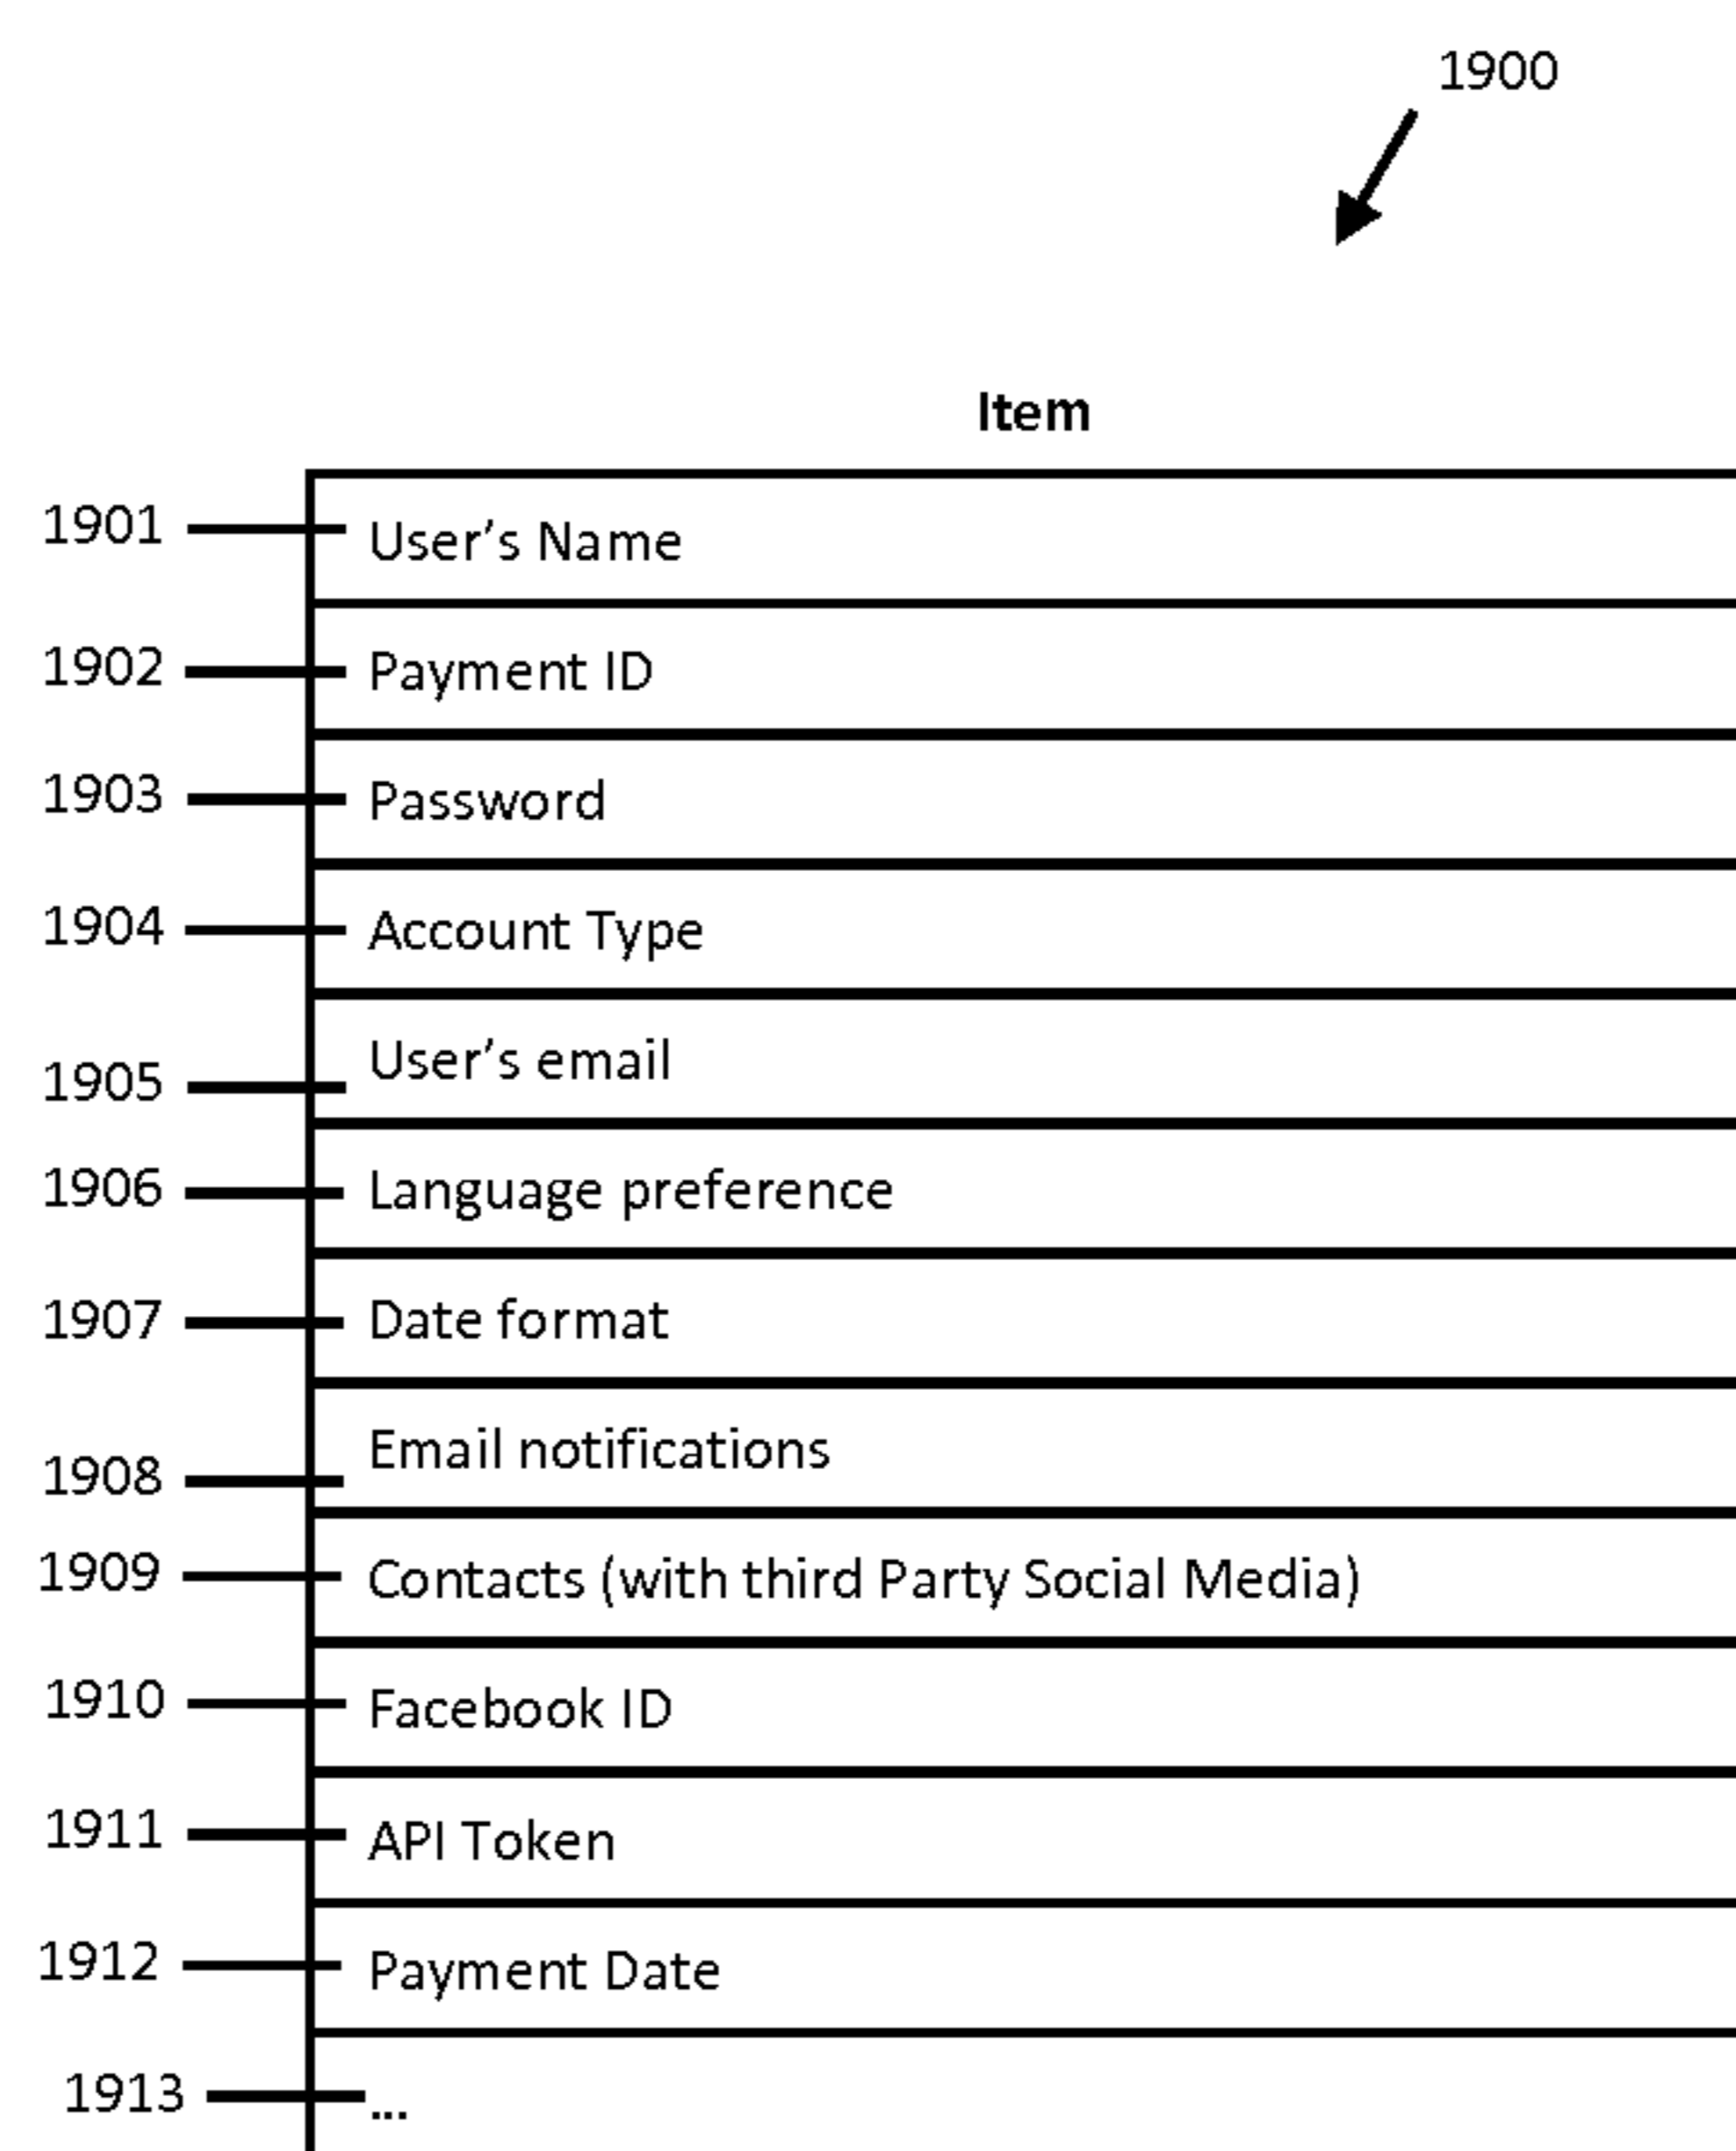 1900
Item
1901 User’s Name
1902 Payment ID
1903 Password
1904 Account Type
1905 User’s email
1906 Language preference
1907 Date format
1908 Email notifications
1909 Contacts (with third Party Social Media)
1910 Facebook ID
1911 API Token
1912 Payment Date
1913 ...